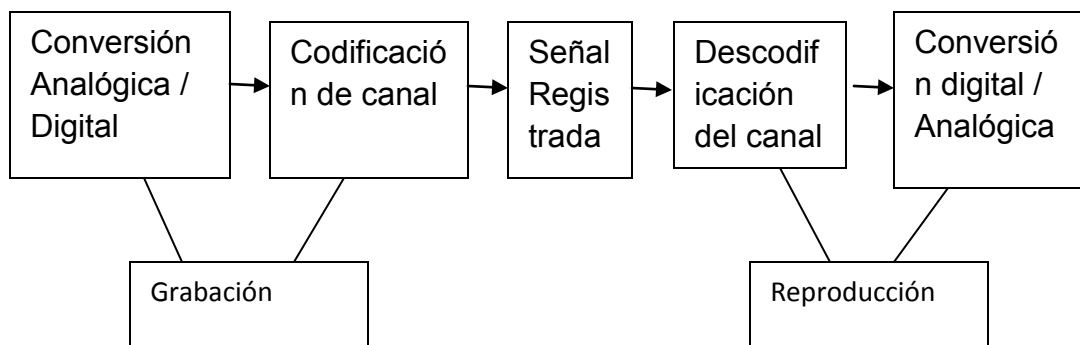 Conversión
Analógica /
Digital
Codificació
n de canal
Señal
Regis
trada
Descodif
icación
del canal
Conversió
n digital /
Analógica
Grabación
Reproducción